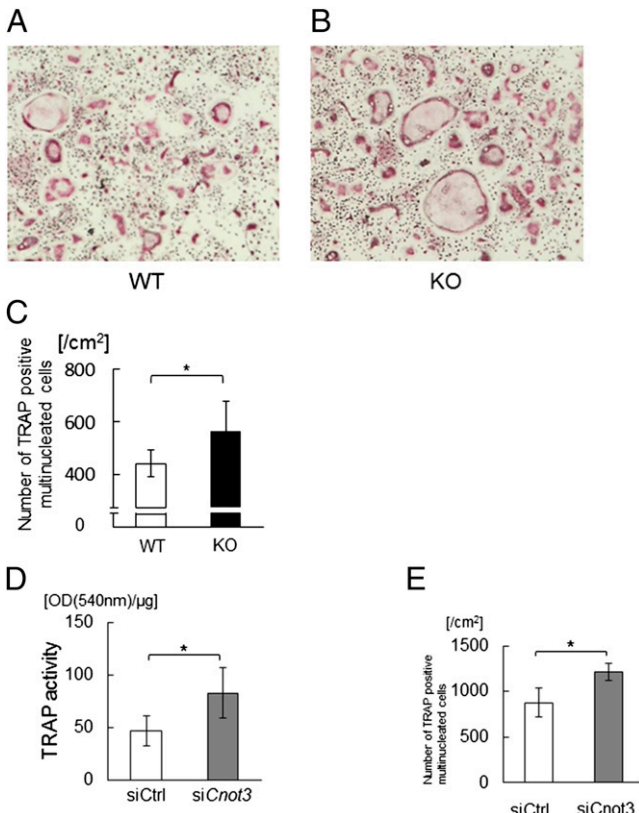 A
B
WT
KO
C
[/cm²]
Number of TRAP positive
multinucleated cells
800
600
400
0
*
WT
KO
D
[OD(540nm)/µg]
TRAP activity
150
100
50
0
*
siCtrl
siCnot3
E
[/cm²]
Number of TRAP positive
multinucleated cells
1500
1000
500
0
*
siCtrl
siCnot3